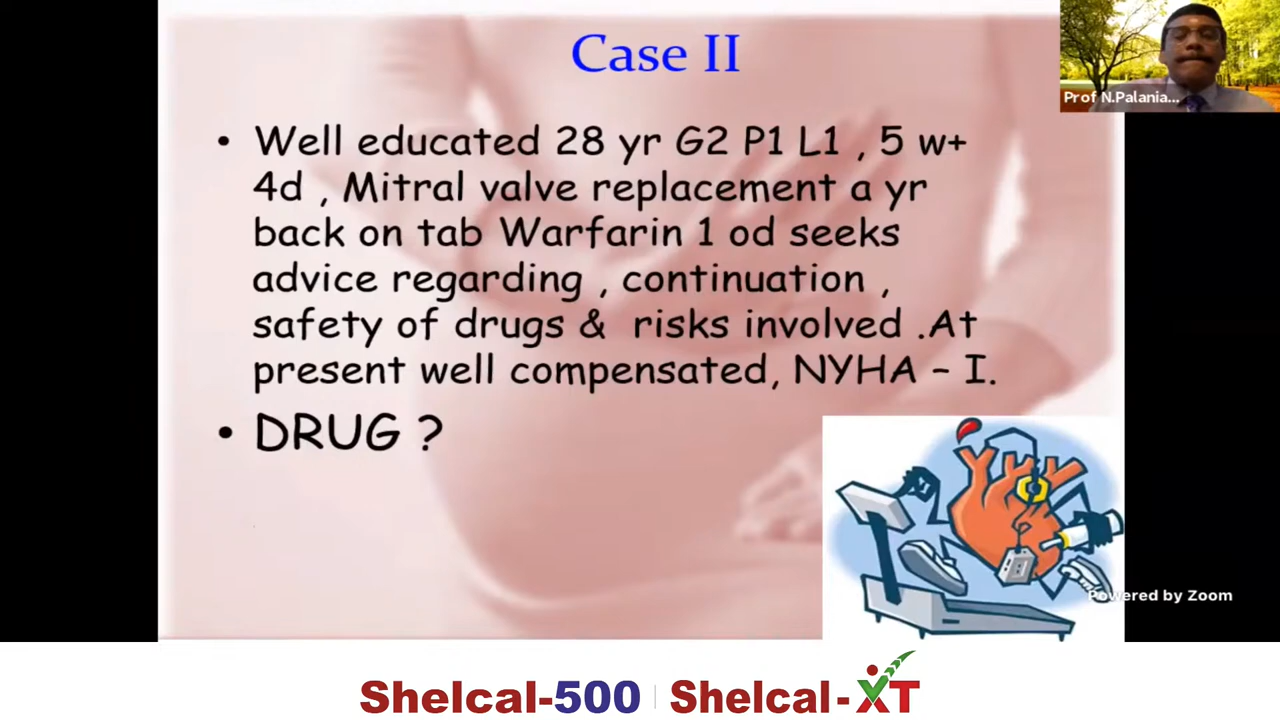 Case II
Prof N.Palania...
• Well educated 28 yr G2 P1 L1 , 5 w+
4d , Mitral valve replacement a yr
back on tab Warfarin 1 od seeks
advice regarding , continuation ,
safety of drugs & risks involved .At
present well compensated, NYHA – I.
• DRUG ?
Powered by Zoom
Shelcal-500 | Shelcal-XT